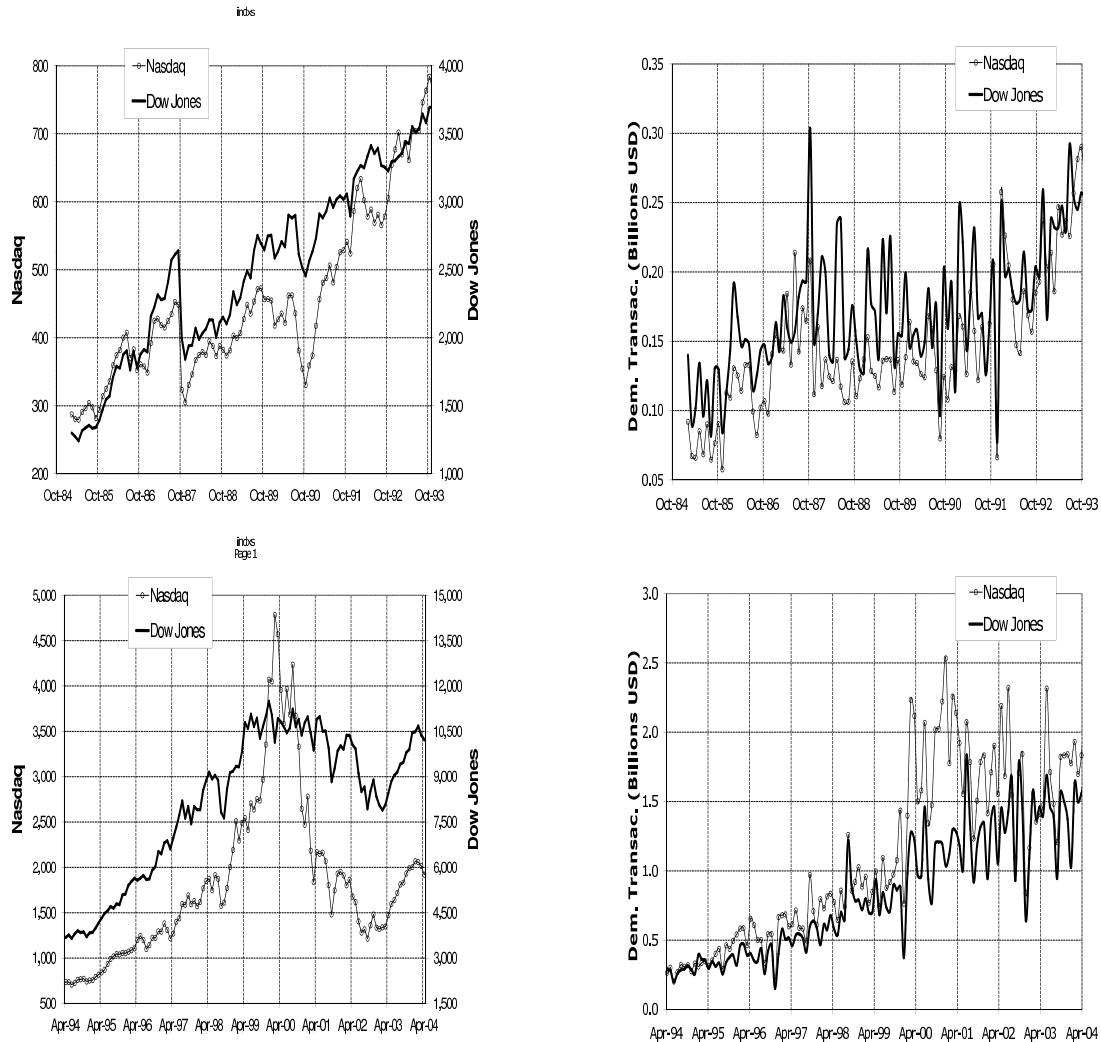 indxs
Nasdaq
Dow Jones
800
700
600
500
400
300
200
Nasdaq
4,000
3,500
3,000
2,500
2,000
1,500
1,000
Dow Jones
Oct-84 Oct-85 Oct-86 Oct-87 Oct-88 Oct-89 Oct-90 Oct-91 Oct-92 Oct-93
Nasdaq
Dow Jones
0.35
0.30
0.25
0.20
0.15
0.10
0.05
Dem. Transac. (Billions USD)
Oct-84 Oct-85 Oct-86 Oct-87 Oct-88 Oct-89 Oct-90 Oct-91 Oct-92 Oct-93
indxs
Page 1
Nasdaq
Dow Jones
5,000
4,500
4,000
3,500
3,000
2,500
2,000
1,500
1,000
500
Nasdaq
15,000
13,500
12,000
10,500
9,000
7,500
6,000
4,500
3,000
1,500
Dow Jones
Apr-94 Apr-95 Apr-96 Apr-97 Apr-98 Apr-99 Apr-00 Apr-01 Apr-02 Apr-03 Apr-04
Nasdaq
Dow Jones
3.0
2.5
2.0
1.5
1.0
0.5
0.0
Dem. Transac. (Billions USD)
Apr-94 Apr-95 Apr-96 Apr-97 Apr-98 Apr-99 Apr-00 Apr-01 Apr-02 Apr-03 Apr-04